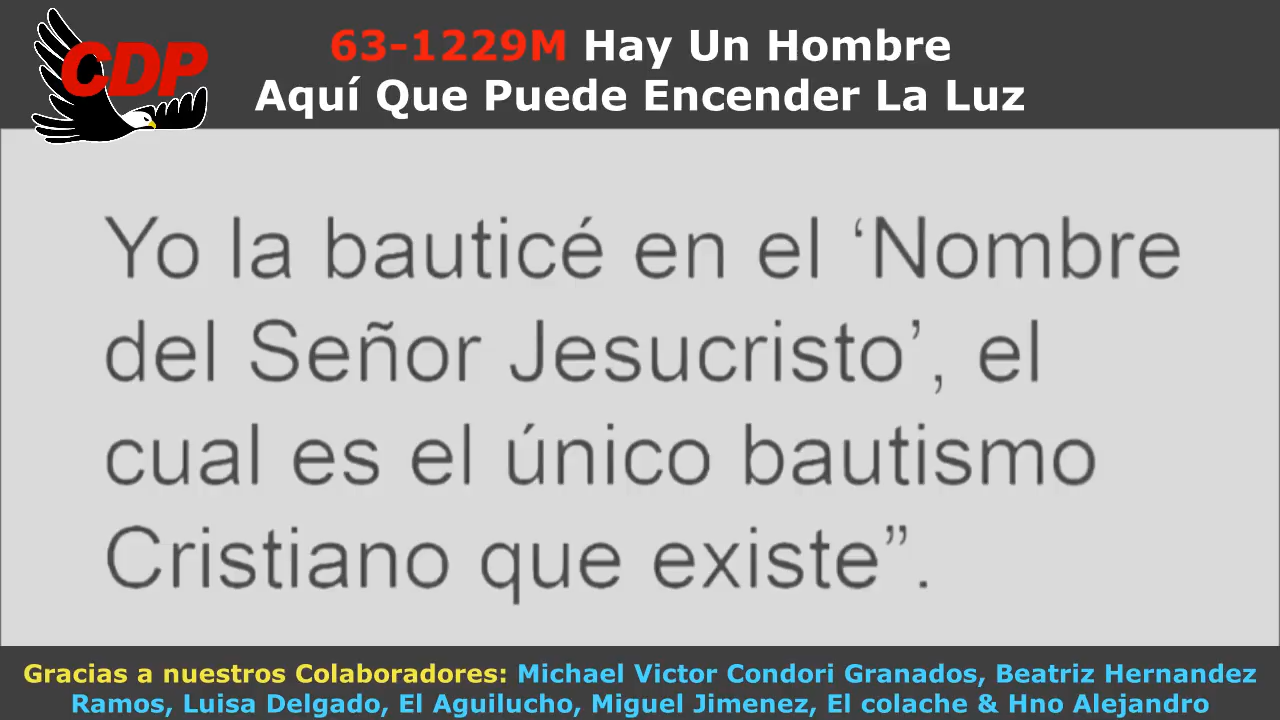 CDP
63-1229M Hay Un Hombre
Aquí Que Puede Encender La Luz
Yo la bauticé en el ‘Nombre
del Señor Jesucristo’, el
cual es el único bautismo
Cristiano que existe”.
Gracias a nuestros Colaboradores: Michael Victor Condori Granados, Beatriz Hernandez
Ramos, Luisa Delgado, El Aguilucho, Miguel Jimenez, El colache & Hno Alejandro